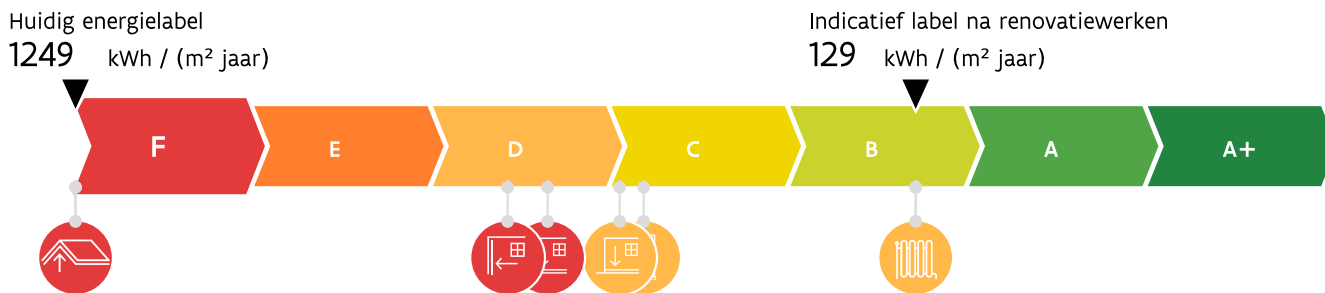 Huidig energielabel
1249 kWh / (m² jaar)
Indicatief label na renovatiewerken
129 kWh / (m² jaar)
F E D C B A A+